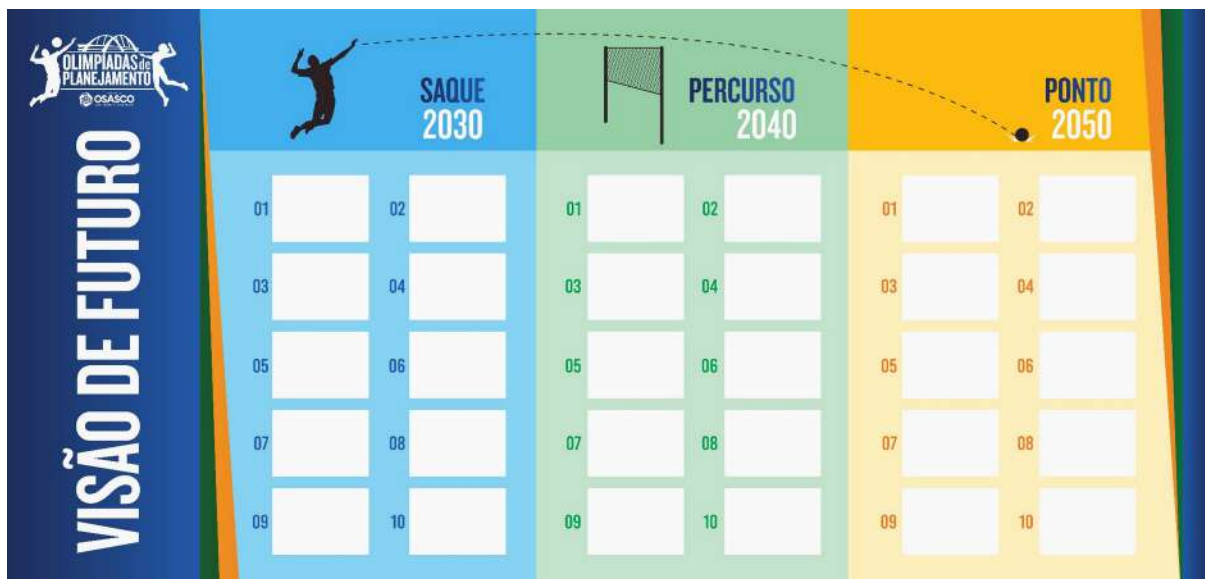 OLIMPÍADAS de
PLANEJAMENTO
OSASCO
VISÃO DE FUTURO
SAQUE
2030
01 02
03 04
05 06
07 08
09 10
PERCURSO
2040
01 02
03 04
05 06
07 08
09 10
PONTO
2050
01 02
03 04
05 06
07 08
09 10